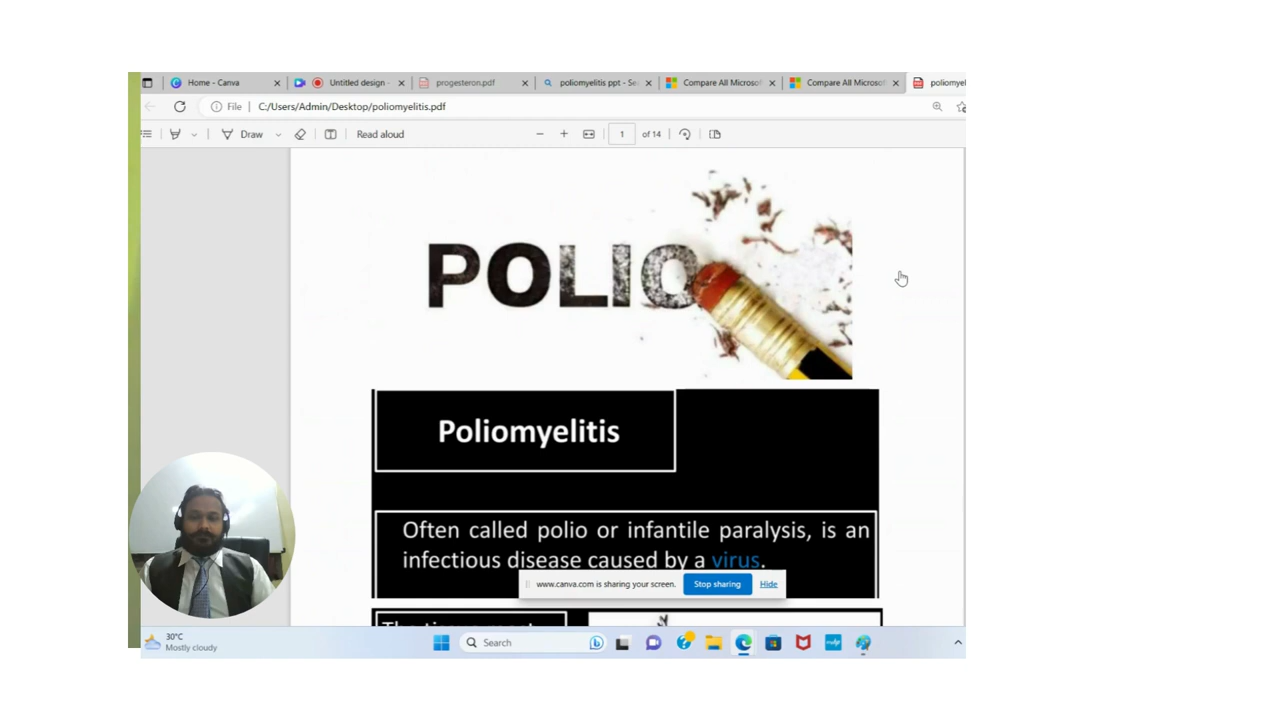 Home - Canva
Untitled design -
progesteron.pdf
poliomyelitis ppt - Se
Compare All Microsof
Compare All Microsof
poliomyel
File
C:/Users/Admin/Desktop/poliomyelitis.pdf
Draw
Read aloud
1 of 14
POLIO
Poliomyelitis
Often called polio or infantile paralysis, is an
infectious disease caused by a virus.
www.canva.com is sharing your screen.
Stop sharing
Hide
30°C
Mostly cloudy
Search